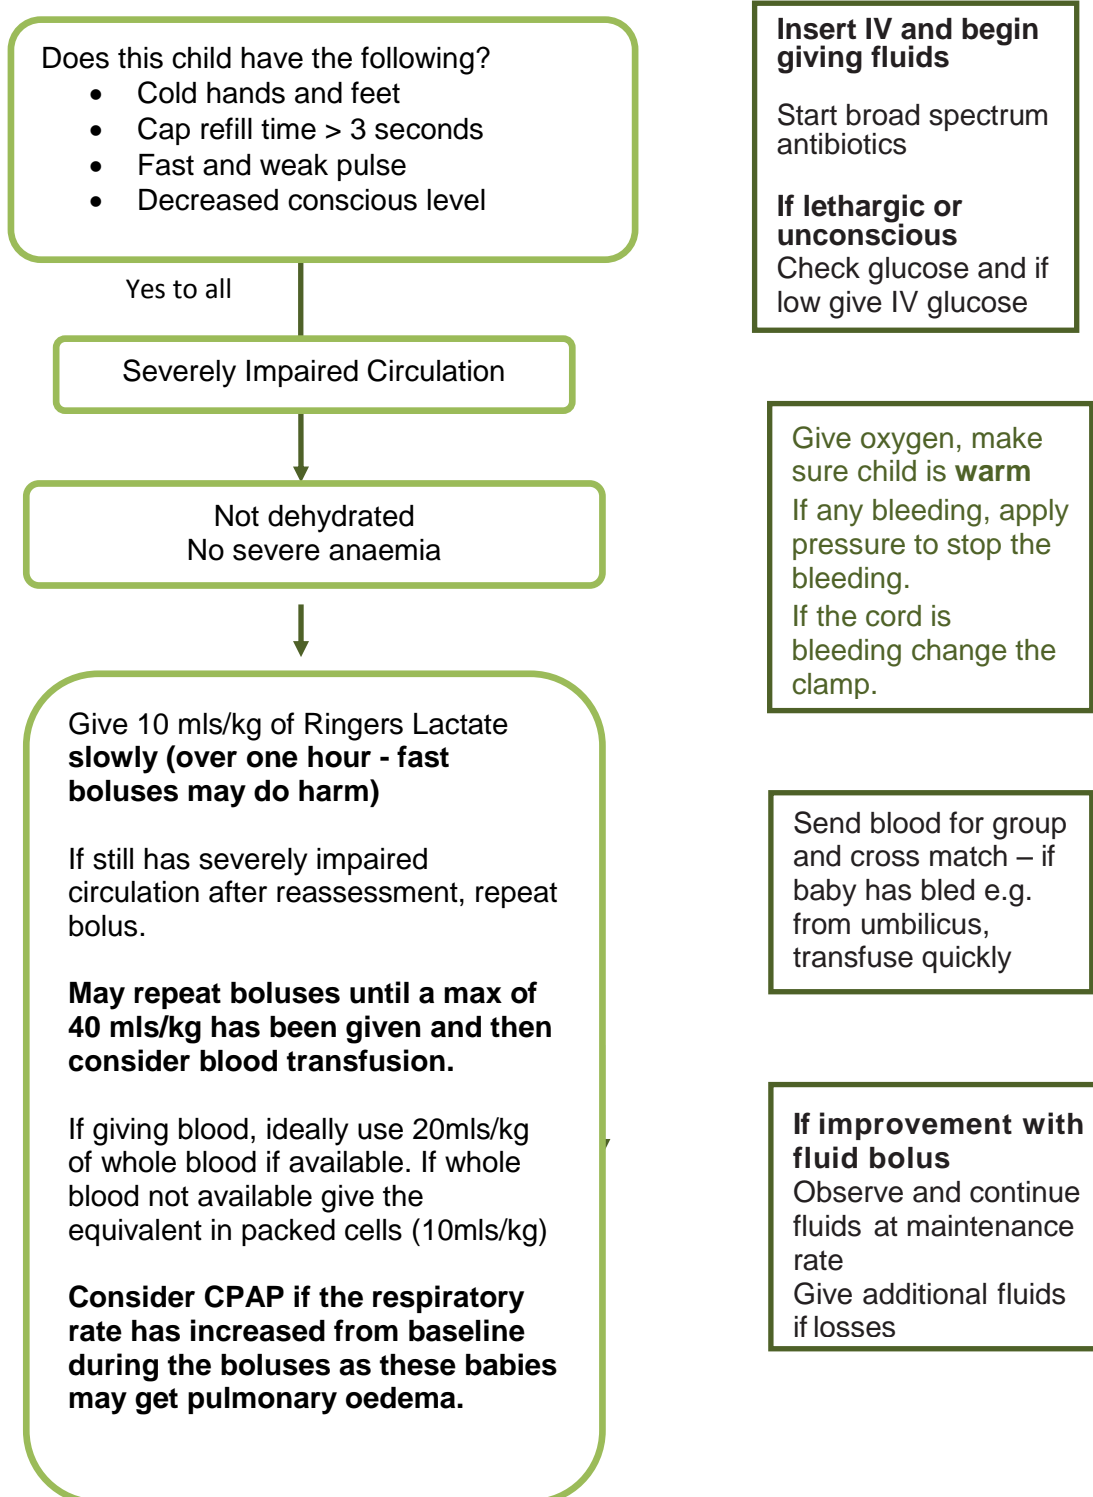 Does this child have the following?
• Cold hands and feet
• Cap refill time > 3 seconds
• Fast and weak pulse
• Decreased conscious level
Yes to all
Severely Impaired Circulation
Not dehydrated
No severe anaemia
Give 10 mls/kg of Ringers Lactate
slowly (over one hour - fast
boluses may do harm)
If still has severely impaired
circulation after reassessment, repeat
bolus.
May repeat boluses until a max of
40 mls/kg has been given and then
consider blood transfusion.
If giving blood, ideally use 20mls/kg
of whole blood if available. If whole
blood not available give the
equivalent in packed cells (10mls/kg)
Consider CPAP if the respiratory
rate has increased from baseline
during the boluses as these babies
may get pulmonary oedema.
Insert IV and begin
giving fluids
Start broad spectrum
antibiotics
If lethargic or
unconscious
Check glucose and if
low give IV glucose
Give oxygen, make
sure child is warm
If any bleeding, apply
pressure to stop the
bleeding.
If the cord is
bleeding change the
clamp.
Send blood for group
and cross match – if
baby has bled e.g.
from umbilicus,
transfuse quickly
If improvement with
fluid bolus
Observe and continue
fluids at maintenance
rate
Give additional fluids
if losses